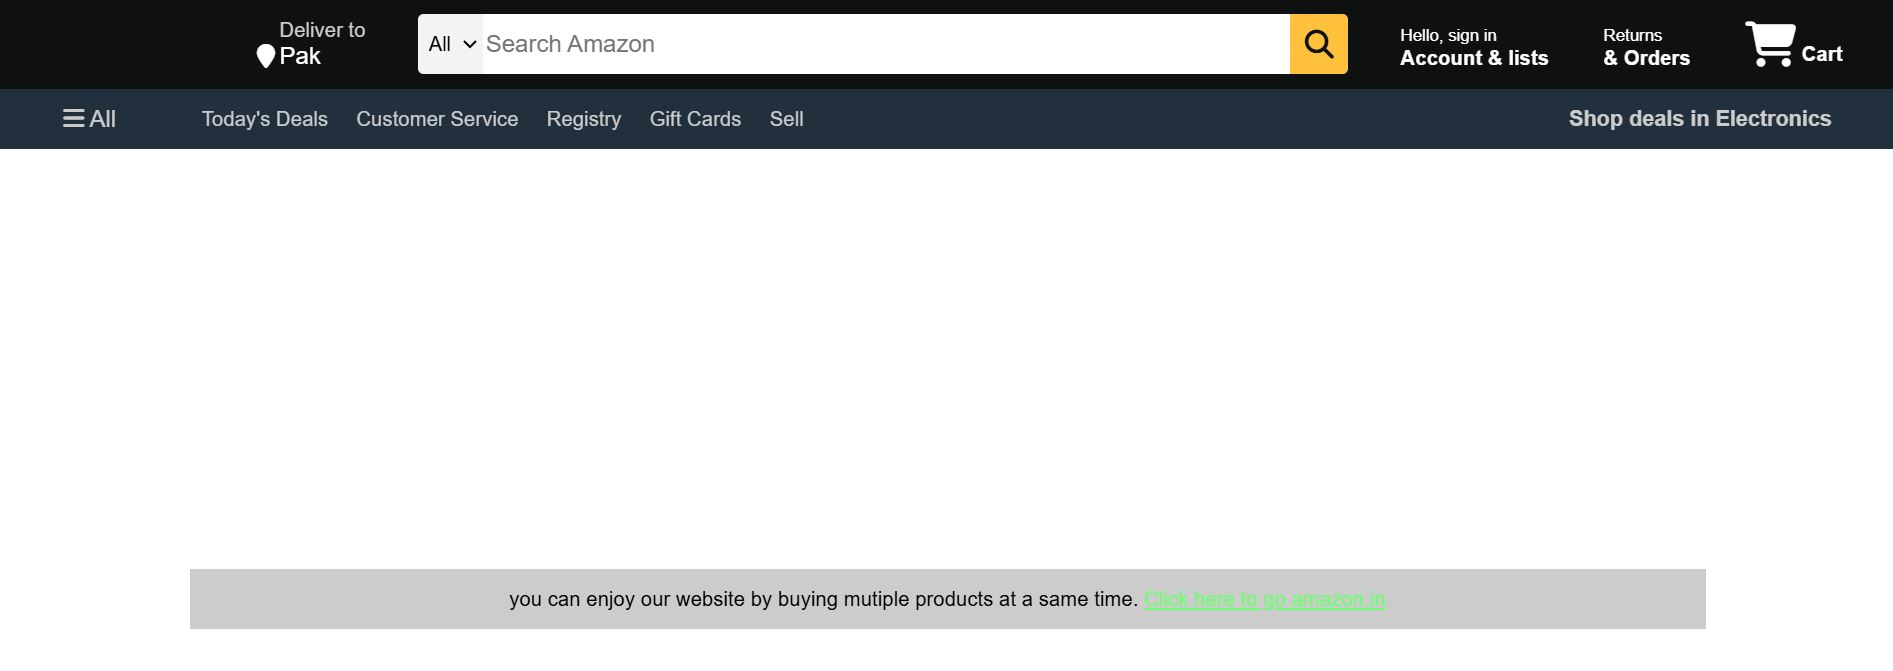 Deliver to
Pak
All
Search Amazon
Hello, sign in
Account & lists
Returns
& Orders
Cart
All
Today's Deals
Customer Service
Registry
Gift Cards
Sell
Shop deals in Electronics
you can enjoy our website by buying mutiple products at a same time. Click here to go amazon.in